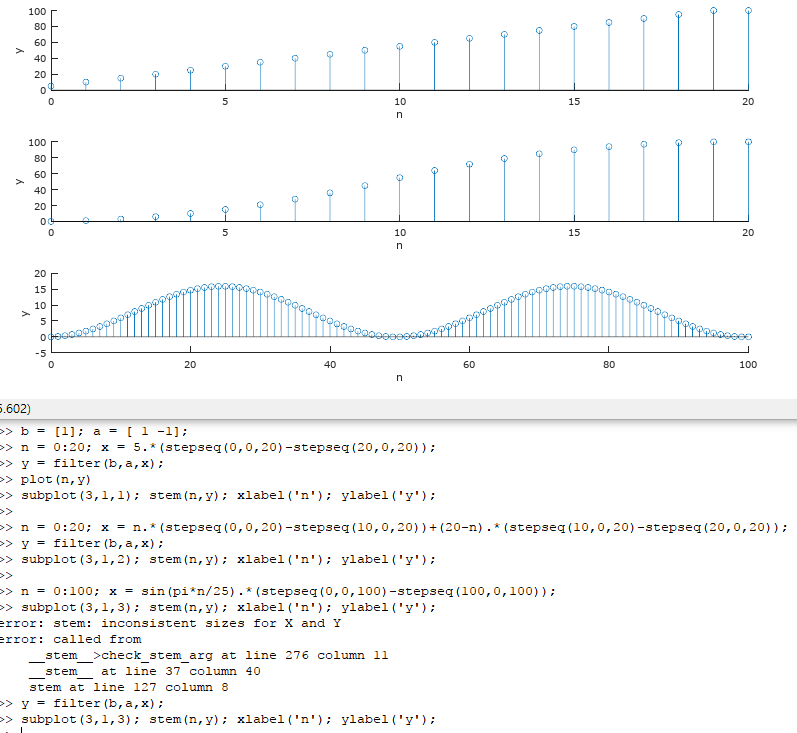 100
80
60
40
20
0
y
0 5 10 15 20
n
100
80
60
40
20
0
y
0 5 10 15 20
n
20
15
10
5
0
-5
y
0 20 40 60 80 100
n
5.602)
>> b = [1]; a = [ 1 -1];
>> n = 0:20; x = 5.*(stepseq(0,0,20)-stepseq(20,0,20));
>> y = filter(b,a,x);
>> plot(n,y)
>> subplot(3,1,1); stem(n,y); xlabel('n'); ylabel('y');
>>
>> n = 0:20; x = n.*(stepseq(0,0,20)-stepseq(10,0,20))+(20-n).*(stepseq(10,0,20)-stepseq(20,0,20));
>> y = filter(b,a,x);
>> subplot(3,1,2); stem(n,y); xlabel('n'); ylabel('y');
>>
>> n = 0:100; x = sin(pi*n/25).*(stepseq(0,0,100)-stepseq(100,0,100));
>> subplot(3,1,3); stem(n,y); xlabel('n'); ylabel('y');
error: stem: inconsistent sizes for X and Y
error: called from
__stem__>check_stem_arg at line 276 column 11
__stem__ at line 37 column 40
stem at line 127 column 8
>> y = filter(b,a,x);
>> subplot(3,1,3); stem(n,y); xlabel('n'); ylabel('y');